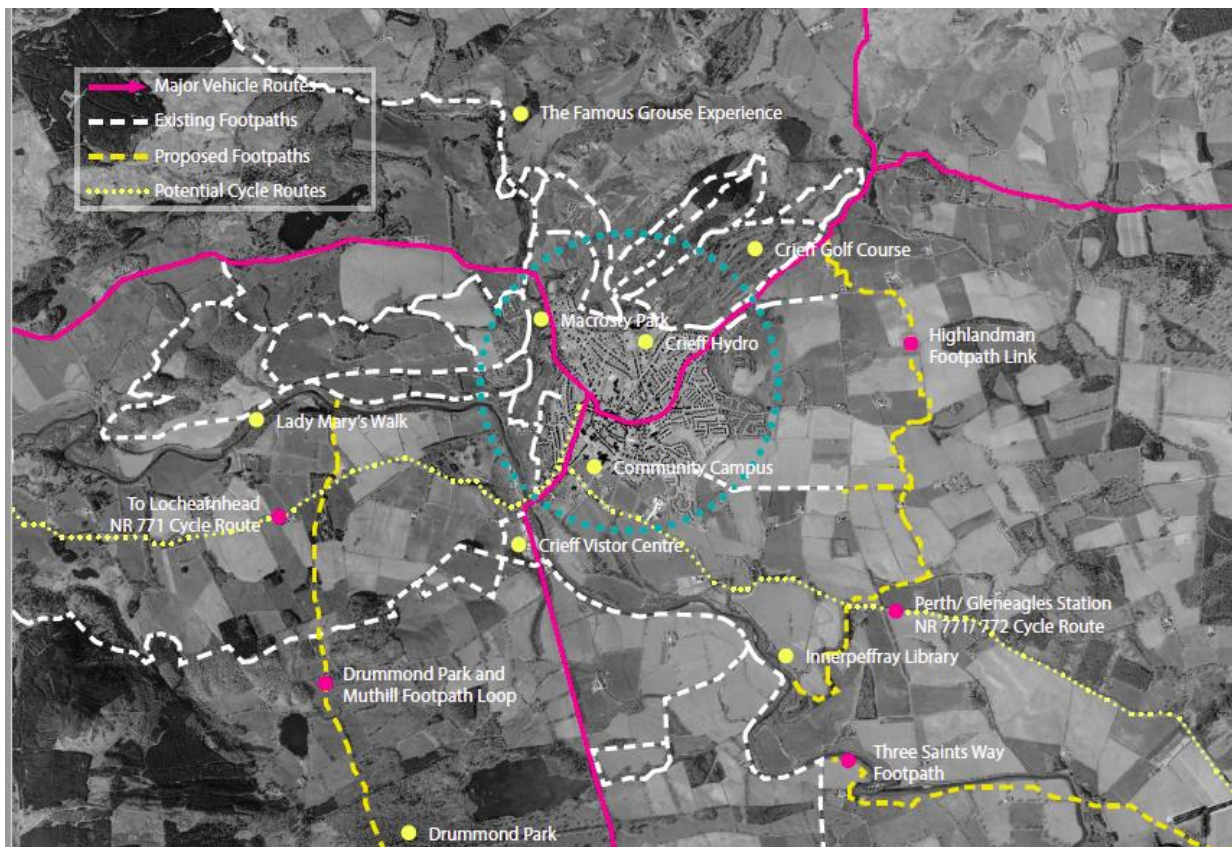 Major Vehicle Routes
Existing Footpaths
Proposed Footpaths
Potential Cycle Routes
The Famous Grouse Experience
Crieff Golf Course
Macrosty Park
Crieff Hydro
Highlandman
Footpath Link
Lady Mary's Walk
Community Campus
To Lochearnhead
NR 771 Cycle Route
Crieff Vistor Centre
Perth/ Gleneagles Station
NR 771/ 772 Cycle Route
Innerpeffray Library
Drummond Park and
Muthill Footpath Loop
Three Saints Way
Footpath
Drummond Park